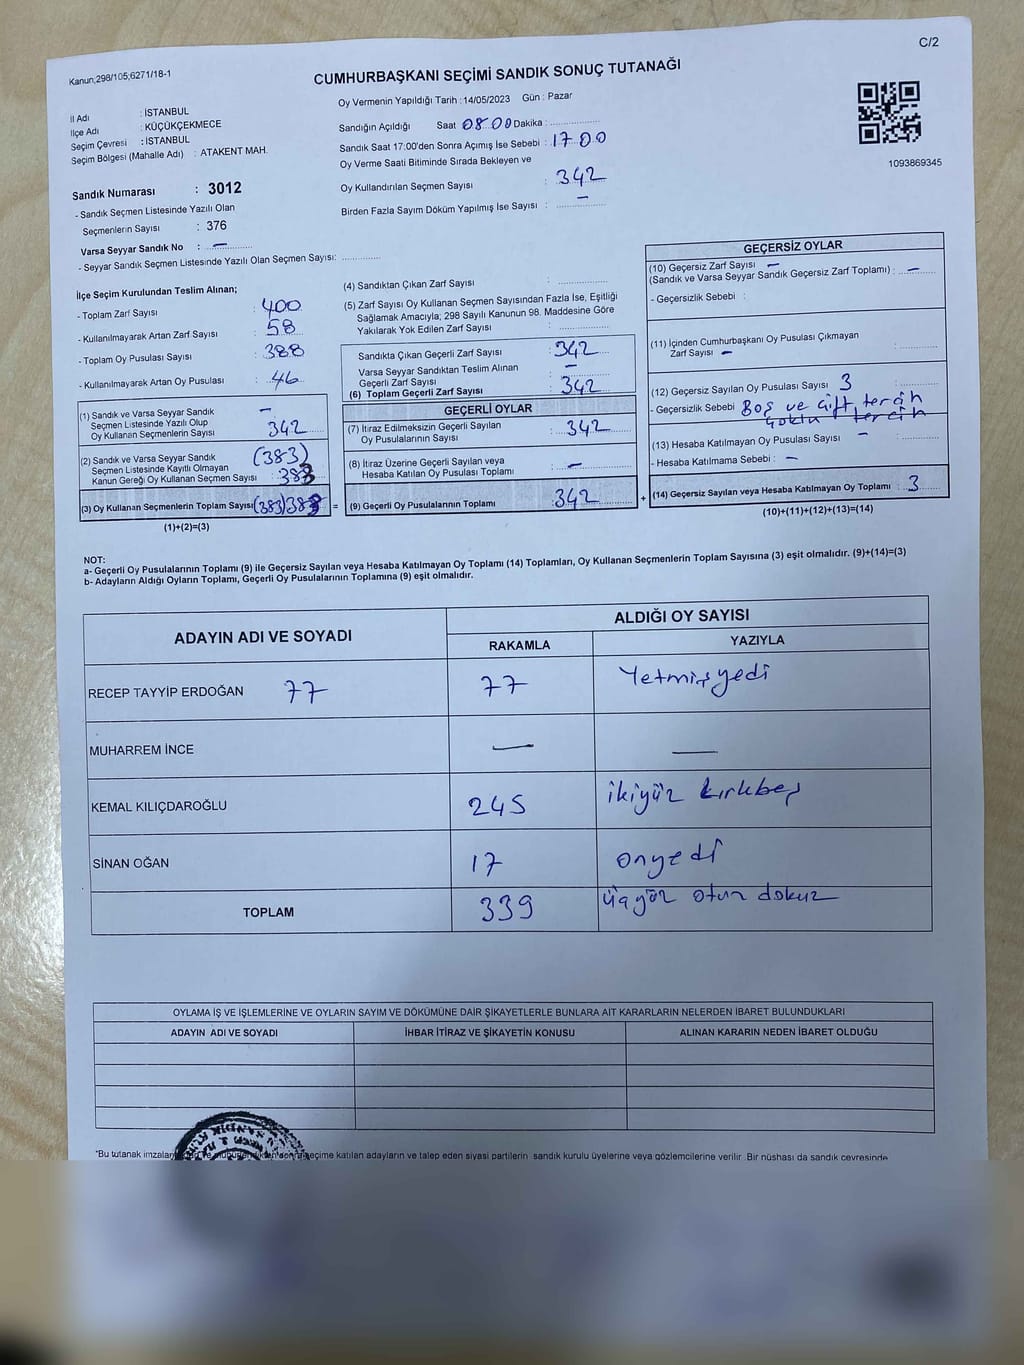 C/2
Kanun,298/105,6271/18-1
CUMHURBAŞKANI SEÇİMİ SANDIK SONUÇ TUTANAĞI
İl Adı : İSTANBUL
İlçe Adı : KÜÇÜKÇEKMECE
Seçim Çevresi : İSTANBUL
Seçim Bölgesi (Mahalle Adı) : ATAKENT MAH.
Sandık Numarası : 3012
- Sandık Seçmen Listesinde Yazılı Olan
Seçmenlerin Sayısı : 376
Varsa Seyyar Sandık No : —
- Seyyar Sandık Seçmen Listesinde Yazılı Olan Seçmen Sayısı:
Oy Vermenin Yapıldığı Tarih :14/05/2023 Gün : Pazar
Sandığın Açıldığı Saat 08.00 Dakika :
Sandık Saat 17:00'den Sonra Açımış İse Sebebi : 17 00
Oy Verme Saati Bitiminde Sırada Bekleyen ve
Oy Kullandırılan Seçmen Sayısı : 342
Birden Fazla Sayım Döküm Yapılmış İse Sayısı : —
1093869345
İlçe Seçim Kurulundan Teslim Alınan;
- Toplam Zarf Sayısı : 400
- Kullanılmayarak Artan Zarf Sayısı : 58
- Toplam Oy Pusulası Sayısı : 388
- Kullanılmayarak Artan Oy Pusulası : 46
(1) Sandık ve Varsa Seyyar Sandık —
Seçmen Listesinde Yazılı Olup
Oy Kullanan Seçmenlerin Sayısı 342
(2) Sandık ve Varsa Seyyar Sandık (383)
Seçmen Listesinde Kayıtlı Olmayan
Kanun Gereği Oy Kullanan Seçmen Sayısı : 383
(3) Oy Kullanan Seçmenlerin Toplam Sayısı (383) 383 =
(1)+(2)=(3)
(4) Sandıktan Çıkan Zarf Sayısı :
(5) Zarf Sayısı Oy Kullanan Seçmen Sayısından Fazla İse, Eşitliği
Sağlamak Amacıyla; 298 Sayılı Kanunun 98. Maddesine Göre
Yakılarak Yok Edilen Zarf Sayısı :
Sandıkta Çıkan Geçerli Zarf Sayısı : 342
Varsa Seyyar Sandıktan Teslim Alınan
Geçerli Zarf Sayısı : —
(6) Toplam Geçerli Zarf Sayısı : 342
GEÇERLİ OYLAR
(7) İtiraz Edilmeksizin Geçerli Sayılan
Oy Pusulalarının Sayısı : 342
(8) İtiraz Üzerine Geçerli Sayılan veya
Hesaba Katılan Oy Pusulası Toplamı : —
(9) Geçerli Oy Pusulalarının Toplamı : 342 +
GEÇERSİZ OYLAR
(10) Geçersiz Zarf Sayısı —
(Sandık ve Varsa Seyyar Sandık Geçersiz Zarf Toplamı) : —
- Geçersizlik Sebebi :
(11) İçinden Cumhurbaşkanı Oy Pusulası Çıkmayan
Zarf Sayısı —
(12) Geçersiz Sayılan Oy Pusulası Sayısı 3
- Geçersizlik Sebebi Boş ve çift tercih
çoklu tercih
(13) Hesaba Katılmayan Oy Pusulası Sayısı —
- Hesaba Katılmama Sebebi : —
(14) Geçersiz Sayılan veya Hesaba Katılmayan Oy Toplamı : 3
(10)+(11)+(12)+(13)=(14)
NOT:
a- Geçerli Oy Pusulalarının Toplamı (9) ile Geçersiz Sayılan veya Hesaba Katılmayan Oy Toplamı (14) Toplamları, Oy Kullanan Seçmenlerin Toplam Sayısına (3) eşit olmalıdır. (9)+(14)=(3)
b- Adayların Aldığı Oyların Toplamı, Geçerli Oy Pusulalarının Toplamına (9) eşit olmalıdır.
ADAYIN ADI VE SOYADI ALDIĞI OY SAYISI
RAKAMLA YAZIYLA
RECEP TAYYİP ERDOĞAN 77 77 Yetmişyedi
MUHARREM İNCE — —
KEMAL KILIÇDAROĞLU 245 ikiyüz kırkbeş
SİNAN OĞAN 17 onyedi
TOPLAM 339 üçyüz otuz dokuz
OYLAMA İŞ VE İŞLEMLERİNE VE OYLARIN SAYIM VE DÖKÜMÜNE DAİR ŞİKAYETLERLE BUNLARA AİT KARARLARIN NELERDEN İBARET BULUNDUKLARI
ADAYIN ADI VE SOYADI İHBAR İTİRAZ VE ŞİKAYETİN KONUSU ALINAN KARARIN NEDEN İBARET OLDUĞU
*Bu tutanak imzalan sonra seçime katılan adayların ve talep eden siyasi partilerin sandık kurulu üyelerine veya gözlemcilerine verilir .Bir nüshası da sandık çevresinde